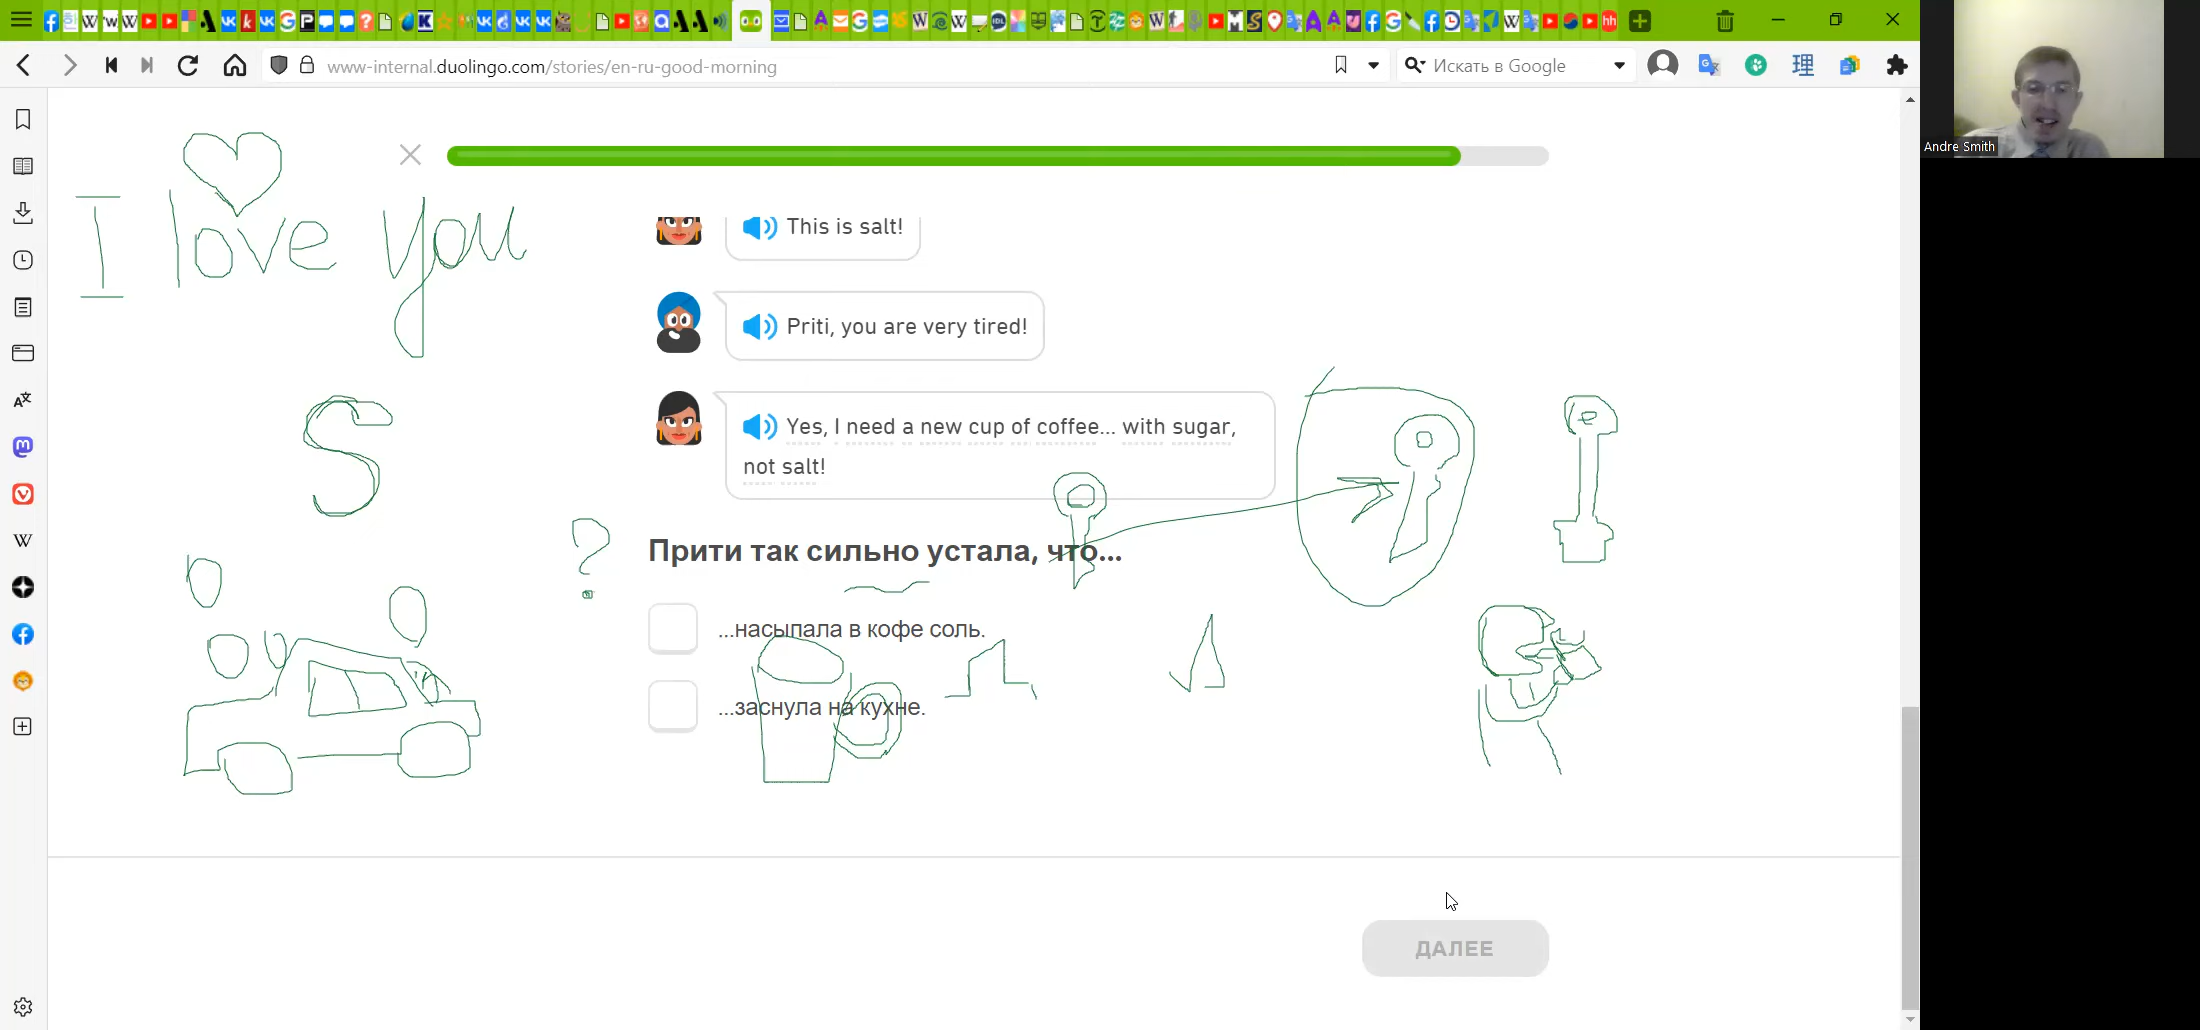 www-internal.duolingo.com/stories/en-ru-good-morning
Искать в Google
Andre Smith
I love you
This is salt!
Priti, you are very tired!
Yes, I need a new cup of coffee... with sugar,
not salt!
S
?
Прити так сильно устала, что...
...насыпала в кофе соль.
...заснула на кухне.
ДАЛЕЕ